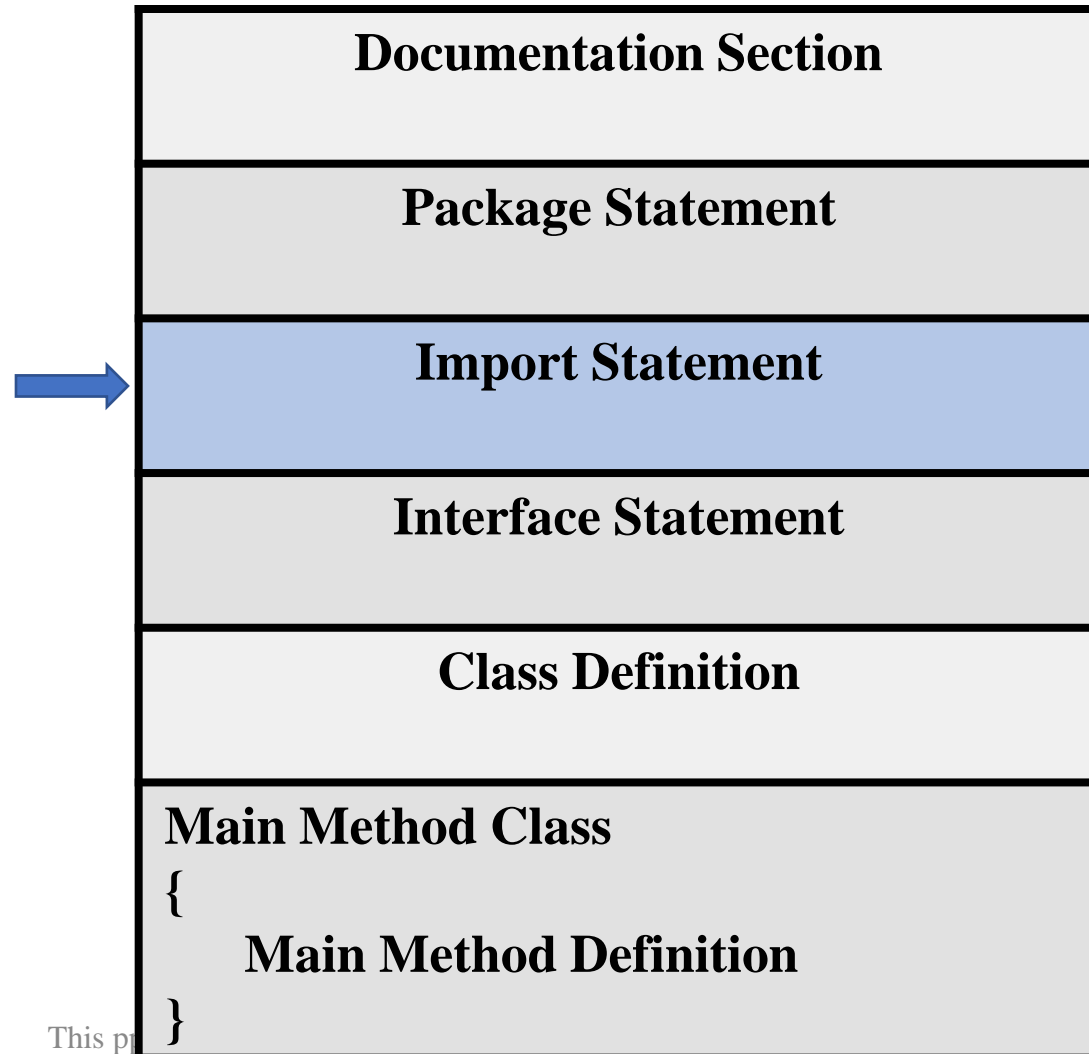 Documentation Section
Package Statement
Import Statement
Interface Statement
Class Definition
Main Method Class
{
Main Method Definition
}
This